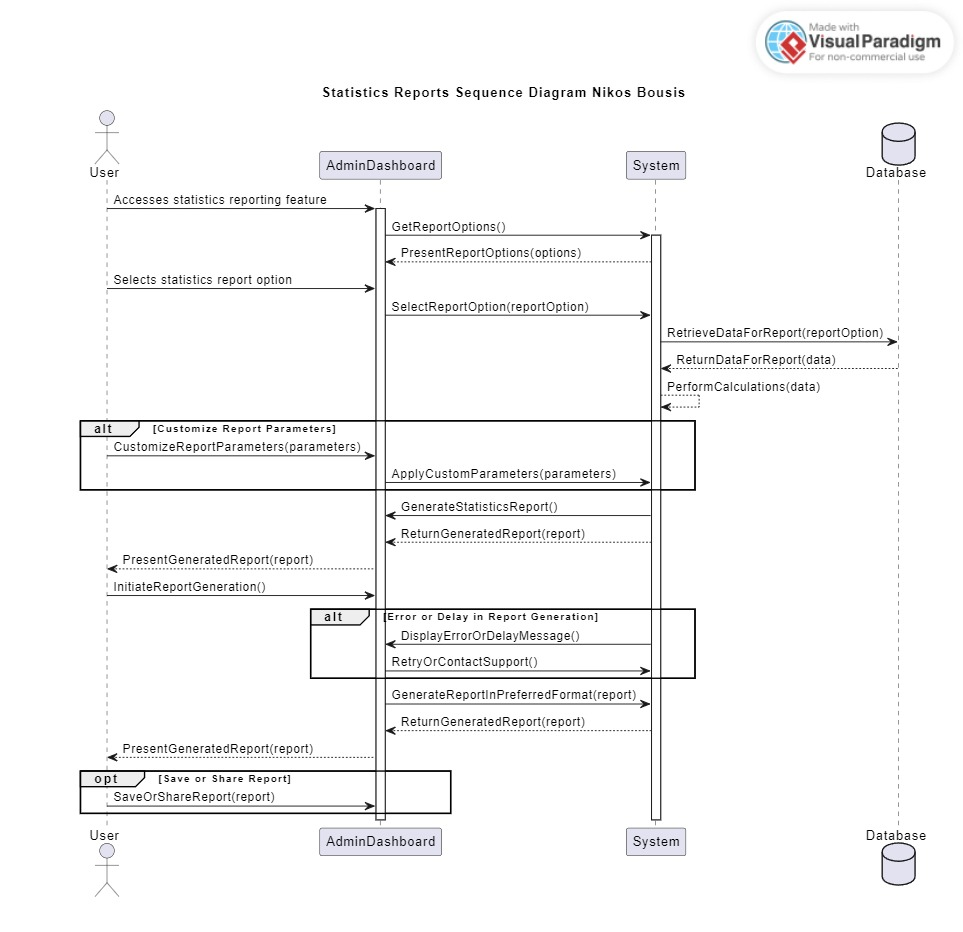 Made with
VisualParadigm
For non-commercial use
Statistics Reports Sequence Diagram Nikos Bousis
User
AdminDashboard
System
Database
Accesses statistics reporting feature
GetReportOptions()
PresentReportOptions(options)
Selects statistics report option
SelectReportOption(reportOption)
RetrieveDataForReport(reportOption)
ReturnDataForReport(data)
PerformCalculations(data)
alt
[Customize Report Parameters]
CustomizeReportParameters(parameters)
ApplyCustomParameters(parameters)
GenerateStatisticsReport()
ReturnGeneratedReport(report)
PresentGeneratedReport(report)
InitiateReportGeneration()
alt
[Error or Delay in Report Generation]
DisplayErrorOrDelayMessage()
RetryOrContactSupport()
GenerateReportInPreferredFormat(report)
ReturnGeneratedReport(report)
PresentGeneratedReport(report)
opt
[Save or Share Report]
SaveOrShareReport(report)
User
AdminDashboard
System
Database